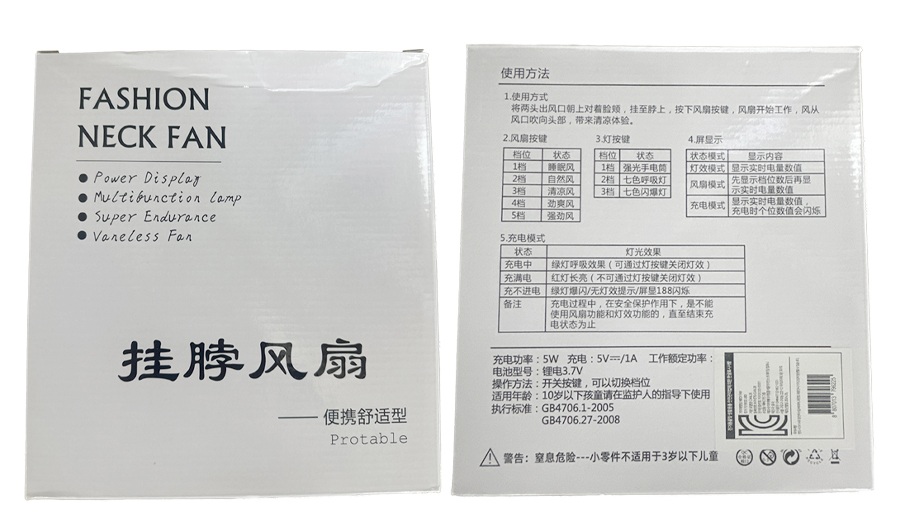 FASHION
NECK FAN
Power Display
Multibunction lamp
Super Endurance
Vaneless Fan
挂脖风扇
——便携舒适型
Protable
使用方法
1.使用方式
将两头出风口朝上对着脸颊，挂至脖上，按下风扇按键，风扇开始工作，风从
风口吹向头部，带来清凉体验。
2.风扇按键
档位 状态
1档 睡眠风
2档 自然风
3档 清凉风
4档 劲爽风
5档 强劲风
3.灯按键
档位 状态
1档 强光手电筒
2档 七色呼吸灯
3档 七色闪爆灯
4.屏显示
状态模式 显示内容
灯效模式 显示实时电量数值
风扇模式 先显示档位数后再显
示实时电量数值
充电模式 显示实时电量数值，
充电时个位数值会闪烁
5.充电模式
状态 灯光效果
充电中 绿灯呼吸效果（可通过灯按键关闭灯效）
充满电 红灯长亮（不可通过灯按键关闭灯效）
充不进电 绿灯爆闪/无灯效提示/屏显188闪烁
备注 充电过程中，在安全保护作用下，是不能
使用风扇功能和灯效功能的，直至结束充
电状态为止
充电功率：5W 充电：5V⎓/1A 工作额定功率：
电池型号：锂电3.7V
操作方法：开关按键，可以切换档位
适用年龄：10岁以下孩童请在监护人的指导下使用
执行标准：GB4706.1-2005
GB4706.27-2008
警告：窒息危险---小零件不适用于3岁以下儿童